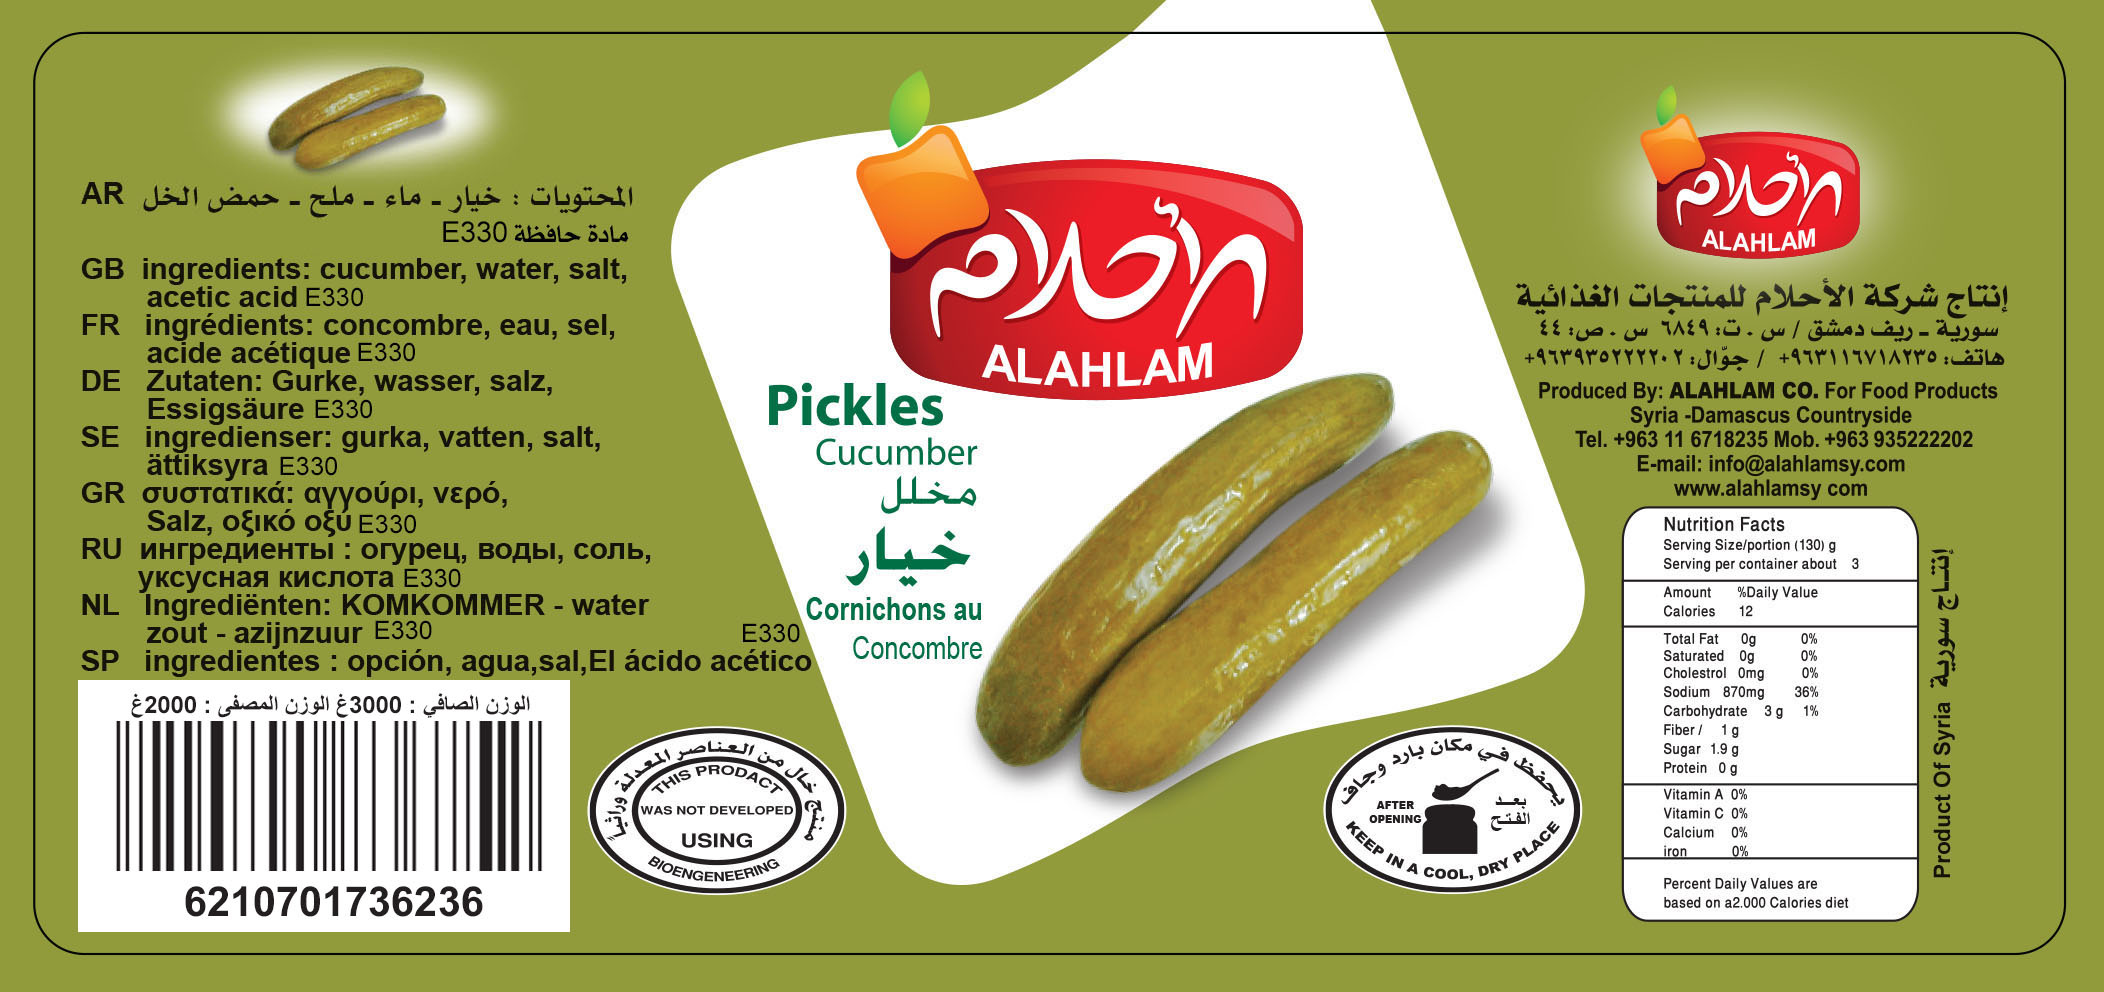 AR المحتويات : خيار - ماء - ملح - حمض الخل
مادة حافظة E330
GB ingredients: cucumber, water, salt,
acetic acid E330
FR ingrédients: concombre, eau, sel,
acide acétique E330
DE Zutaten: Gurke, wasser, salz,
Essigsäure E330
SE ingredienser: gurka, vatten, salt,
ättiksyra E330
GR συστατικά: αγγούρι, νερό,
Salz, οξικό οξύ E330
RU ингредиенты : огурец, воды, соль,
уксусная кислота E330
NL Ingrediënten: KOMKOMMER - water
zout - azijnzuur E330
E330
SP ingredientes : opción, agua,sal,El ácido acético
الوزن الصافي : 3000غ الوزن المصفى : 2000غ
6210701736236
منتج خال من العناصر المعدلة وراثياً
THIS PRODACT
WAS NOT DEVELOPED
USING
BIOENGENEERING
أحلام
ALAHLAM
Pickles
Cucumber
مخلل
خيار
Cornichons au
Concombre
يحفظ في مكان بارد وجاف
AFTER
OPENING
بعد
الفتح
KEEP IN A COOL, DRY PLACE
أحلام
ALAHLAM
إنتاج شركة الأحلام للمنتجات الغذائية
سورية - ريف دمشق / س . ت: ٦٨٤٩ س . ص: ٤٤
هاتف: ٩٦٣١١٦٧١٨٢٣٥+ / جوّال: ٩٦٣٩٣٥٢٢٢٢٠٢+
Produced By: ALAHLAM CO. For Food Products
Syria -Damascus Countryside
Tel. +963 11 6718235 Mob. +963 935222202
E-mail: info@alahlamsy.com
www.alahlamsy com
Nutrition Facts
Serving Size/portion (130) g
Serving per container about 3
Amount %Daily Value
Calories 12
Total Fat 0g 0%
Saturated 0g 0%
Cholestrol 0mg 0%
Sodium 870mg 36%
Carbohydrate 3 g 1%
Fiber / 1 g
Sugar 1.9 g
Protein 0 g
Vitamin A 0%
Vitamin C 0%
Calcium 0%
iron 0%
Percent Daily Values are
based on a2.000 Calories diet
Product Of Syria إنتاج سورية